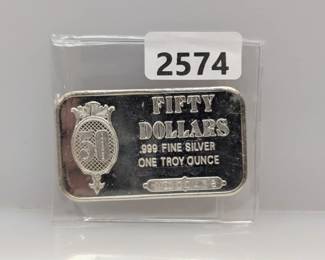 2574
FIFTY
DOLLARS
50
.999 FINE SILVER
ONE TROY OUNCE